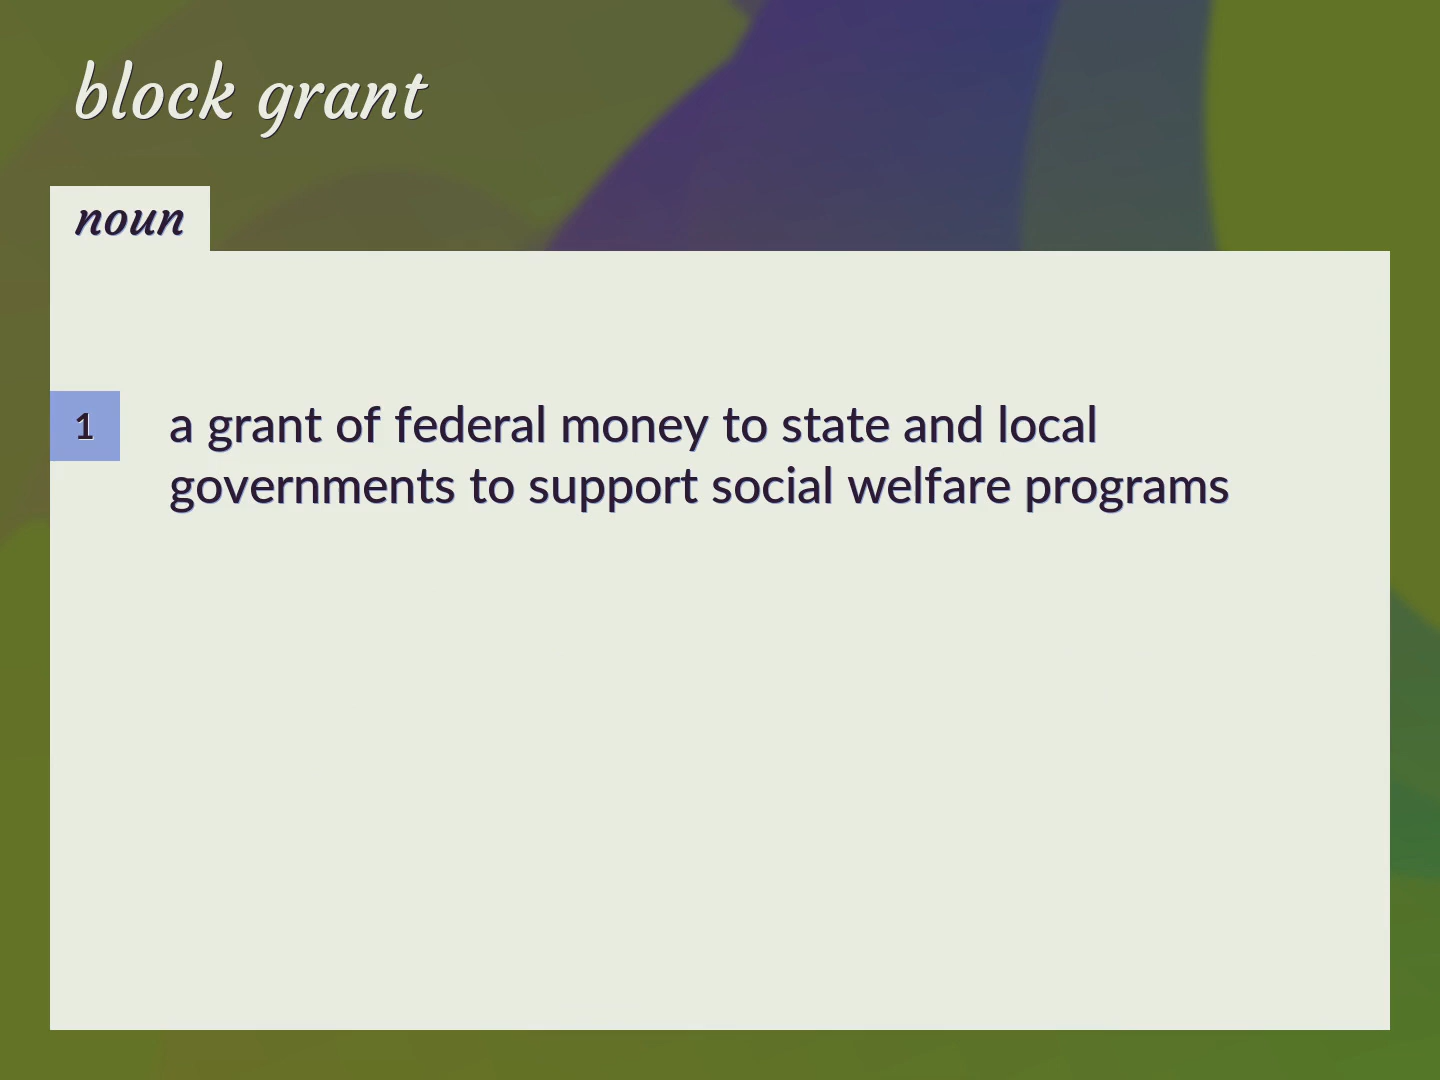 block grant
noun
1
a grant of federal money to state and local
governments to support social welfare programs